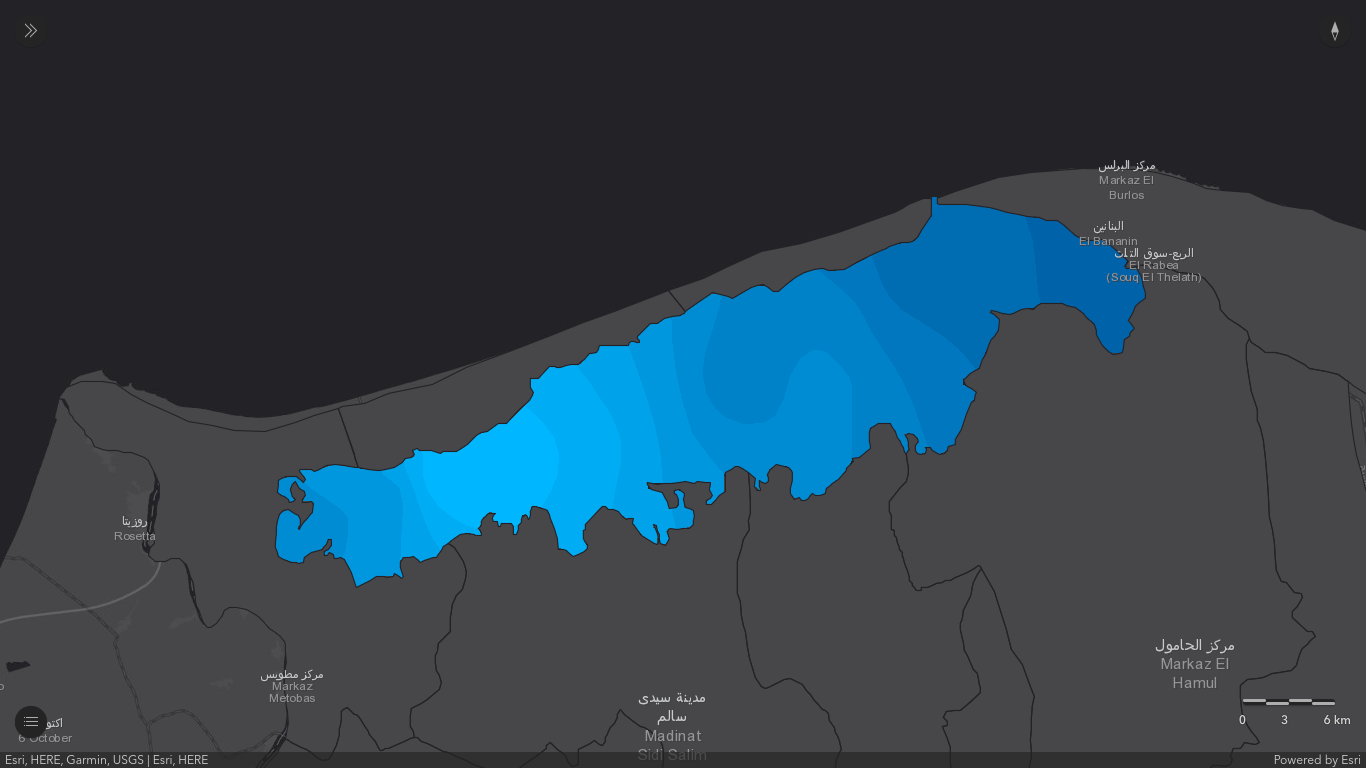 مركز البرلس
Markaz El
Burlos
البنانين
El Bananin
الربع-سوق الثلاث
El Rabea
(Souq El Thelath)
روزيتا
Rosetta
مركز الحامول
Markaz El
Hamul
مركز مطوبس
Markaz
Metobas
مدينة سيدى
سالم
Madinat
Sidi Salim
اكتو
6 October
0 3 6 km
Esri, HERE, Garmin, USGS | Esri, HERE
Powered by Esri